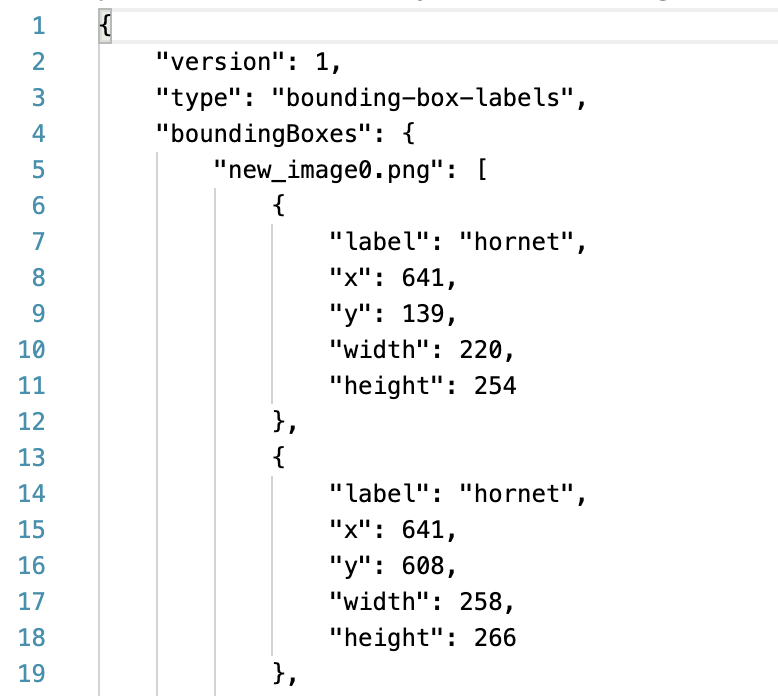 1 {
2 "version": 1,
3 "type": "bounding-box-labels",
4 "boundingBoxes": {
5 "new_image0.png": [
6 {
7 "label": "hornet",
8 "x": 641,
9 "y": 139,
10 "width": 220,
11 "height": 254
12 },
13 {
14 "label": "hornet",
15 "x": 641,
16 "y": 608,
17 "width": 258,
18 "height": 266
19 },